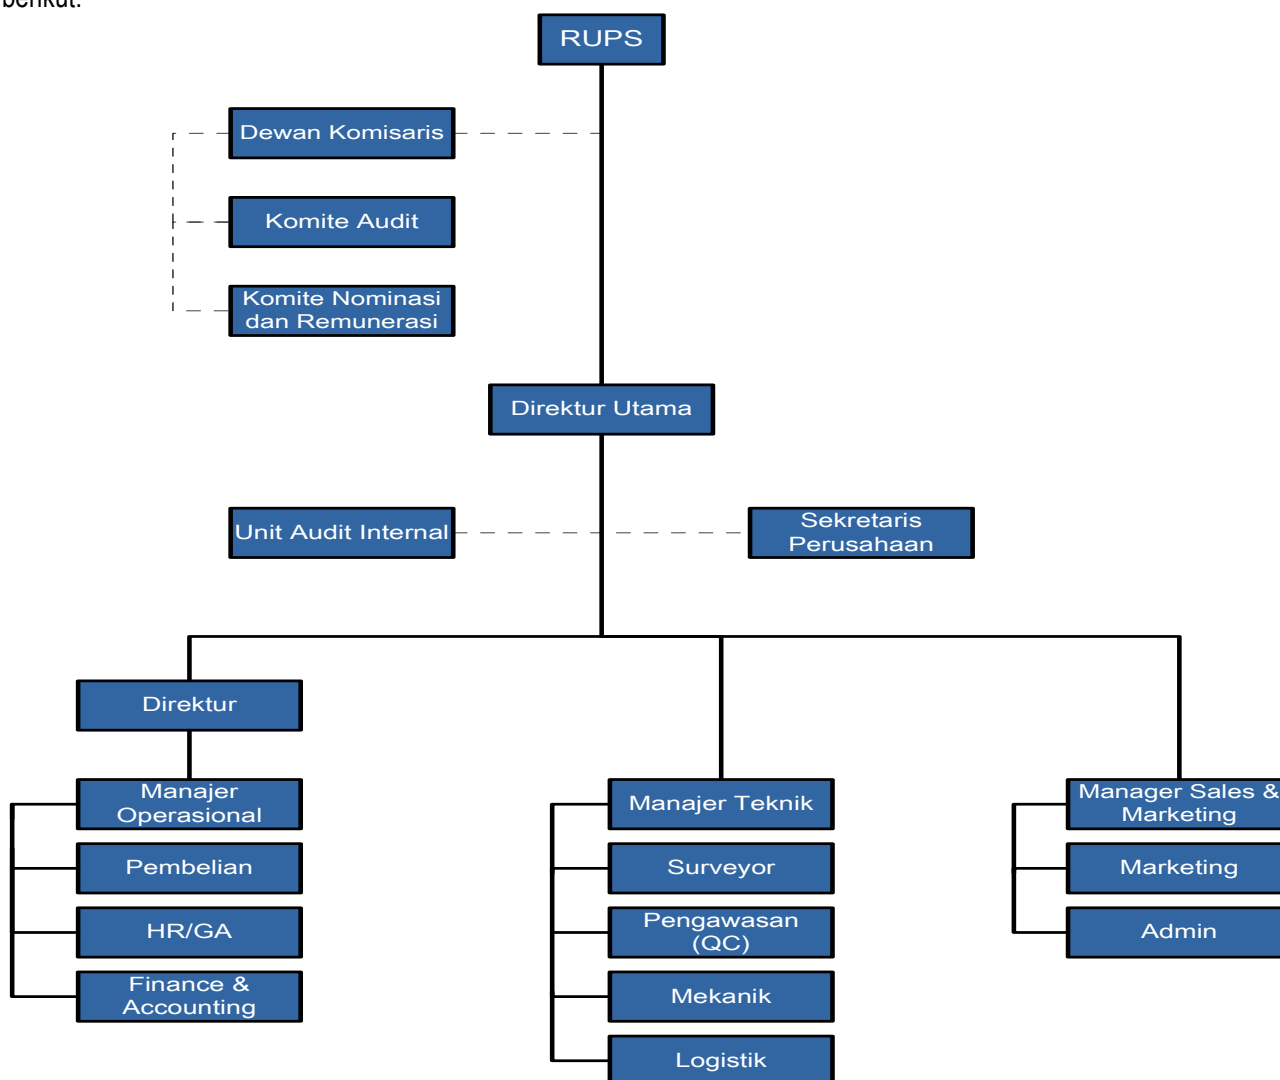 berikut:
RUPS
Dewan Komisaris
Komite Audit
Komite Nominasi
dan Remunerasi
Direktur Utama
Unit Audit Internal
Sekretaris
Perusahaan
Direktur
Manajer
Operasional
Pembelian
HR/GA
Finance &
Accounting
Manajer Teknik
Surveyor
Pengawasan
(QC)
Mekanik
Logistik
Manager Sales &
Marketing
Marketing
Admin